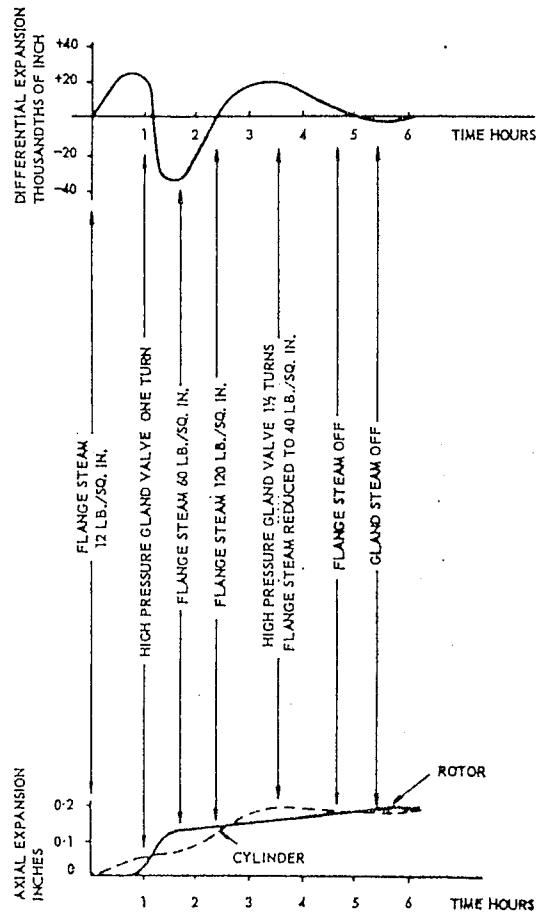 DIFFERENTIAL EXPANSION
THOUSANDTHS OF INCH
+40
+20
-20
-40
1 2 3 4 5 6 TIME HOURS
FLANGE STEAM
12 LB./SQ. IN.
HIGH PRESSURE GLAND VALVE ONE TURN
FLANGE STEAM 60 LB./SQ. IN.
FLANGE STEAM 120 LB./SQ. IN.
HIGH PRESSURE GLAND VALVE 1½ TURNS
FLANGE STEAM REDUCED TO 40 LB./SQ. IN.
FLANGE STEAM OFF
GLAND STEAM OFF
AXIAL EXPANSION
INCHES
0·2
0·1
0
ROTOR
CYLINDER
1 2 3 4 5 6 TIME HOURS